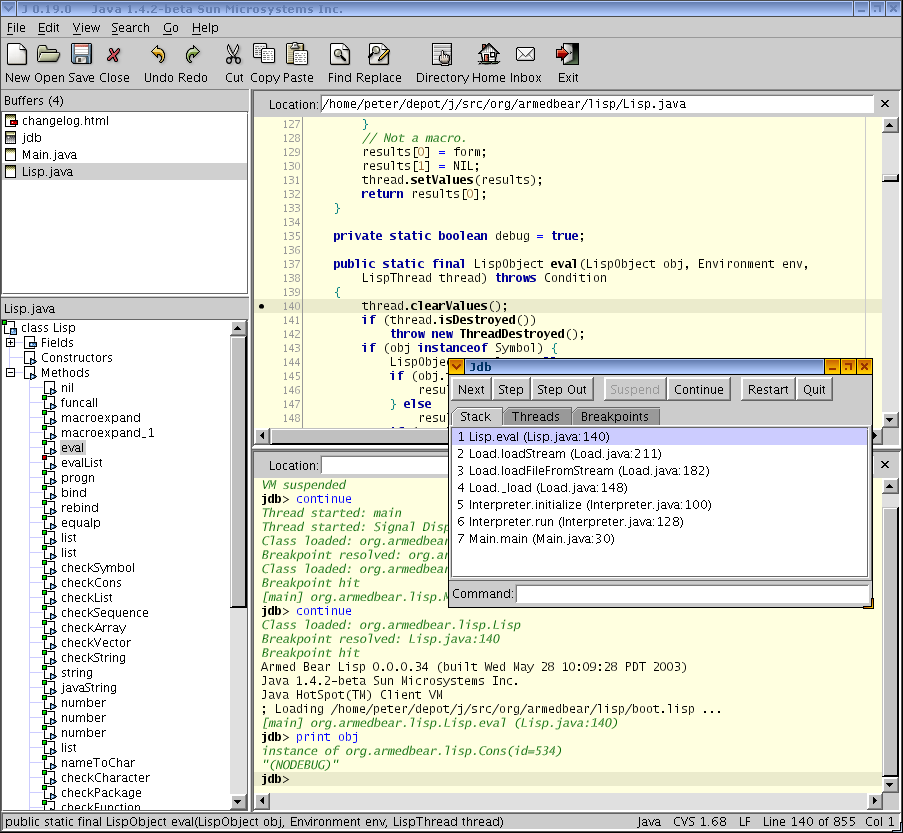 J 0.19.0    Java 1.4.2-beta Sun Microsystems Inc.
File Edit View Search Go Help
New Open Save Close Undo Redo Cut Copy Paste Find Replace Directory Home Inbox Exit
Buffers (4)
changelog.html
jdb
Main.java
Lisp.java
Lisp.java
class Lisp
Fields
Constructors
Methods
nil
funcall
macroexpand
macroexpand_1
eval
evalList
progn
bind
rebind
equalp
list
list
checkSymbol
checkCons
checkList
checkSequence
checkArray
checkVector
checkString
string
javaString
number
number
number
list
nameToChar
checkCharacter
checkPackage
checkFunction
Location: /home/peter/depot/j/src/org/armedbear/lisp/Lisp.java
127 }
128 // Not a macro.
129 results[0] = form;
130 results[1] = NIL;
131 thread.setValues(results);
132 return results[0];
133 }
134
135 private static boolean debug = true;
136
137 public static final LispObject eval(LispObject obj, Environment env,
138 LispThread thread) throws Condition
139 {
140 thread.clearValues();
141 if (thread.isDestroyed())
142 throw new ThreadDestroyed();
143 if (obj instanceof Symbol) {
144 LispObjec
145 if (obj.
146 resu
147 } else
148 resu
Jdb
Next Step Step Out Suspend Continue Restart Quit
Stack Threads Breakpoints
1 Lisp.eval (Lisp.java:140)
2 Load.loadStream (Load.java:211)
3 Load.loadFileFromStream (Load.java:182)
4 Load._load (Load.java:148)
5 Interpreter.initialize (Interpreter.java:100)
6 Interpreter.run (Interpreter.java:128)
7 Main.main (Main.java:30)
Command:
Location:
VM suspended
jdb> continue
Thread started: main
Thread started: Signal Disp
Class loaded: org.armedbear
Breakpoint resolved: org.ar
Class loaded: org.armedbear
Breakpoint hit
[main] org.armedbear.lisp.M
jdb> continue
Class loaded: org.armedbear.lisp.Lisp
Breakpoint resolved: Lisp.java:140
Breakpoint hit
Armed Bear Lisp 0.0.0.34 (built Wed May 28 10:09:28 PDT 2003)
Java 1.4.2-beta Sun Microsystems Inc.
Java HotSpot(TM) Client VM
; Loading /home/peter/depot/j/src/org/armedbear/lisp/boot.lisp ...
[main] org.armedbear.lisp.Lisp.eval (Lisp.java:140)
jdb> print obj
instance of org.armedbear.lisp.Cons(id=534)
"(NODEBUG)"
jdb>
public static final LispObject eval(LispObject obj, Environment env, LispThread thread) Java CVS 1.68 LF Line 140 of 855 Col 1